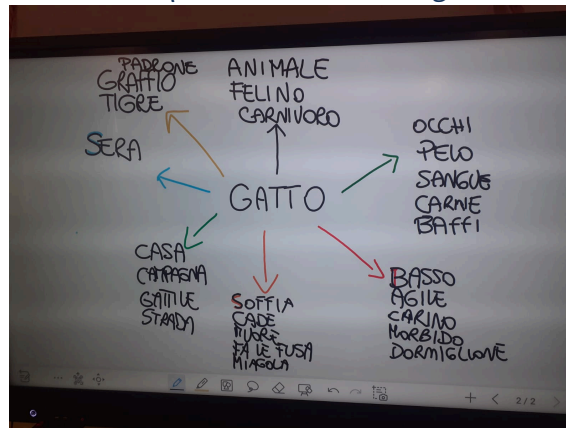 PADRONE
GRAFFIO
TIGRE
ANIMALE
FELINO
CARNIVORO
OCCHI
PELO
SANGUE
CARNE
BAFFI
SERA
GATTO
CASA
CAMPAGNA
GATTILE
STRADA
SOFFIA
CADE
MUORE
FA LE FUSA
MIAGOLA
BASSO
AGILE
CARINO
MORBIDO
DORMIGLIONE
2/2